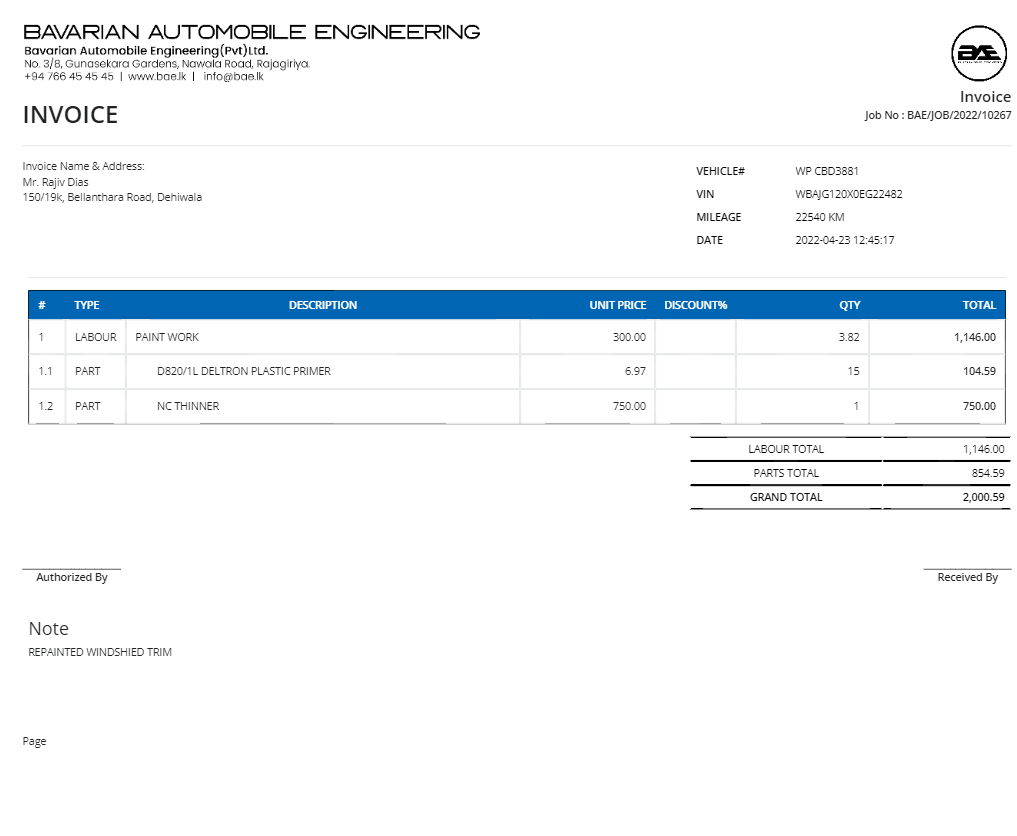 BAVARIAN AUTOMOBILE ENGINEERING
Bavarian Automobile Engineering(Pvt)Ltd.
No. 3/8, Gunasekara Gardens, Nawala Road, Rajagiriya.
+94 766 45 45 45 | www.bae.lk | info@bae.lk
BAE
Invoice
INVOICE
Job No : BAE/JOB/2022/10267
Invoice Name & Address:
Mr. Rajiv Dias
150/19k, Bellanthara Road, Dehiwala
VEHICLE# WP CBD3881
VIN WBAJG120X0EG22482
MILEAGE 22540 KM
DATE 2022-04-23 12:45:17
# TYPE DESCRIPTION UNIT PRICE DISCOUNT% QTY TOTAL
1 LABOUR PAINT WORK 300.00 3.82 1,146.00
1.1 PART D820/1L DELTRON PLASTIC PRIMER 6.97 15 104.59
1.2 PART NC THINNER 750.00 1 750.00
LABOUR TOTAL 1,146.00
PARTS TOTAL 854.59
GRAND TOTAL 2,000.59
Authorized By Received By
Note
REPAINTED WINDSHIED TRIM
Page